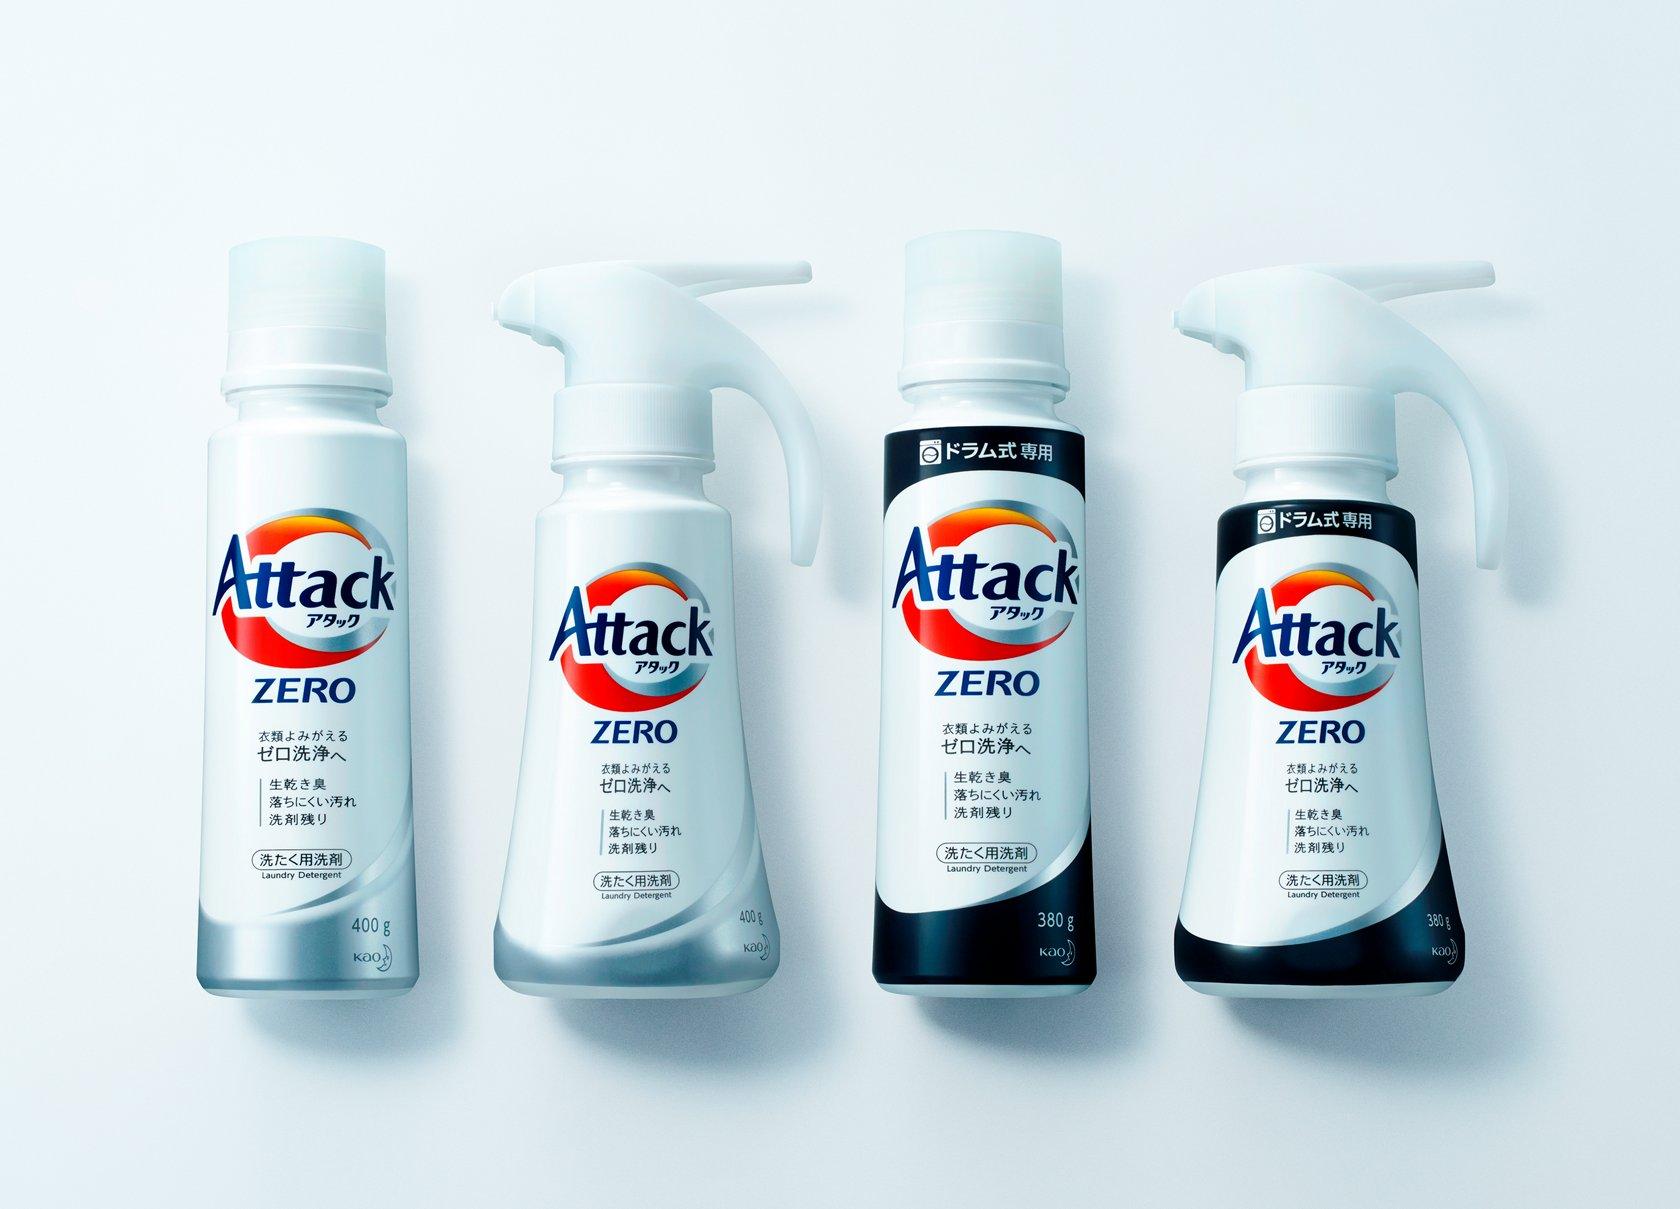 Attack
アタック
ZERO
衣類よみがえる
ゼロ洗浄へ
生乾き臭
落ちにくい汚れ
洗剤残り
洗たく用洗剤
Laundry Detergent
400 g
Kao
Attack
アタック
ZERO
衣類よみがえる
ゼロ洗浄へ
生乾き臭
落ちにくい汚れ
洗剤残り
洗たく用洗剤
Laundry Detergent
400 g
Kao
ドラム式専用
Attack
アタック
ZERO
衣類よみがえる
ゼロ洗浄へ
生乾き臭
落ちにくい汚れ
洗剤残り
洗たく用洗剤
Laundry Detergent
380 g
Kao
ドラム式専用
Attack
アタック
ZERO
衣類よみがえる
ゼロ洗浄へ
生乾き臭
落ちにくい汚れ
洗剤残り
洗たく用洗剤
Laundry Detergent
380 g
Kao